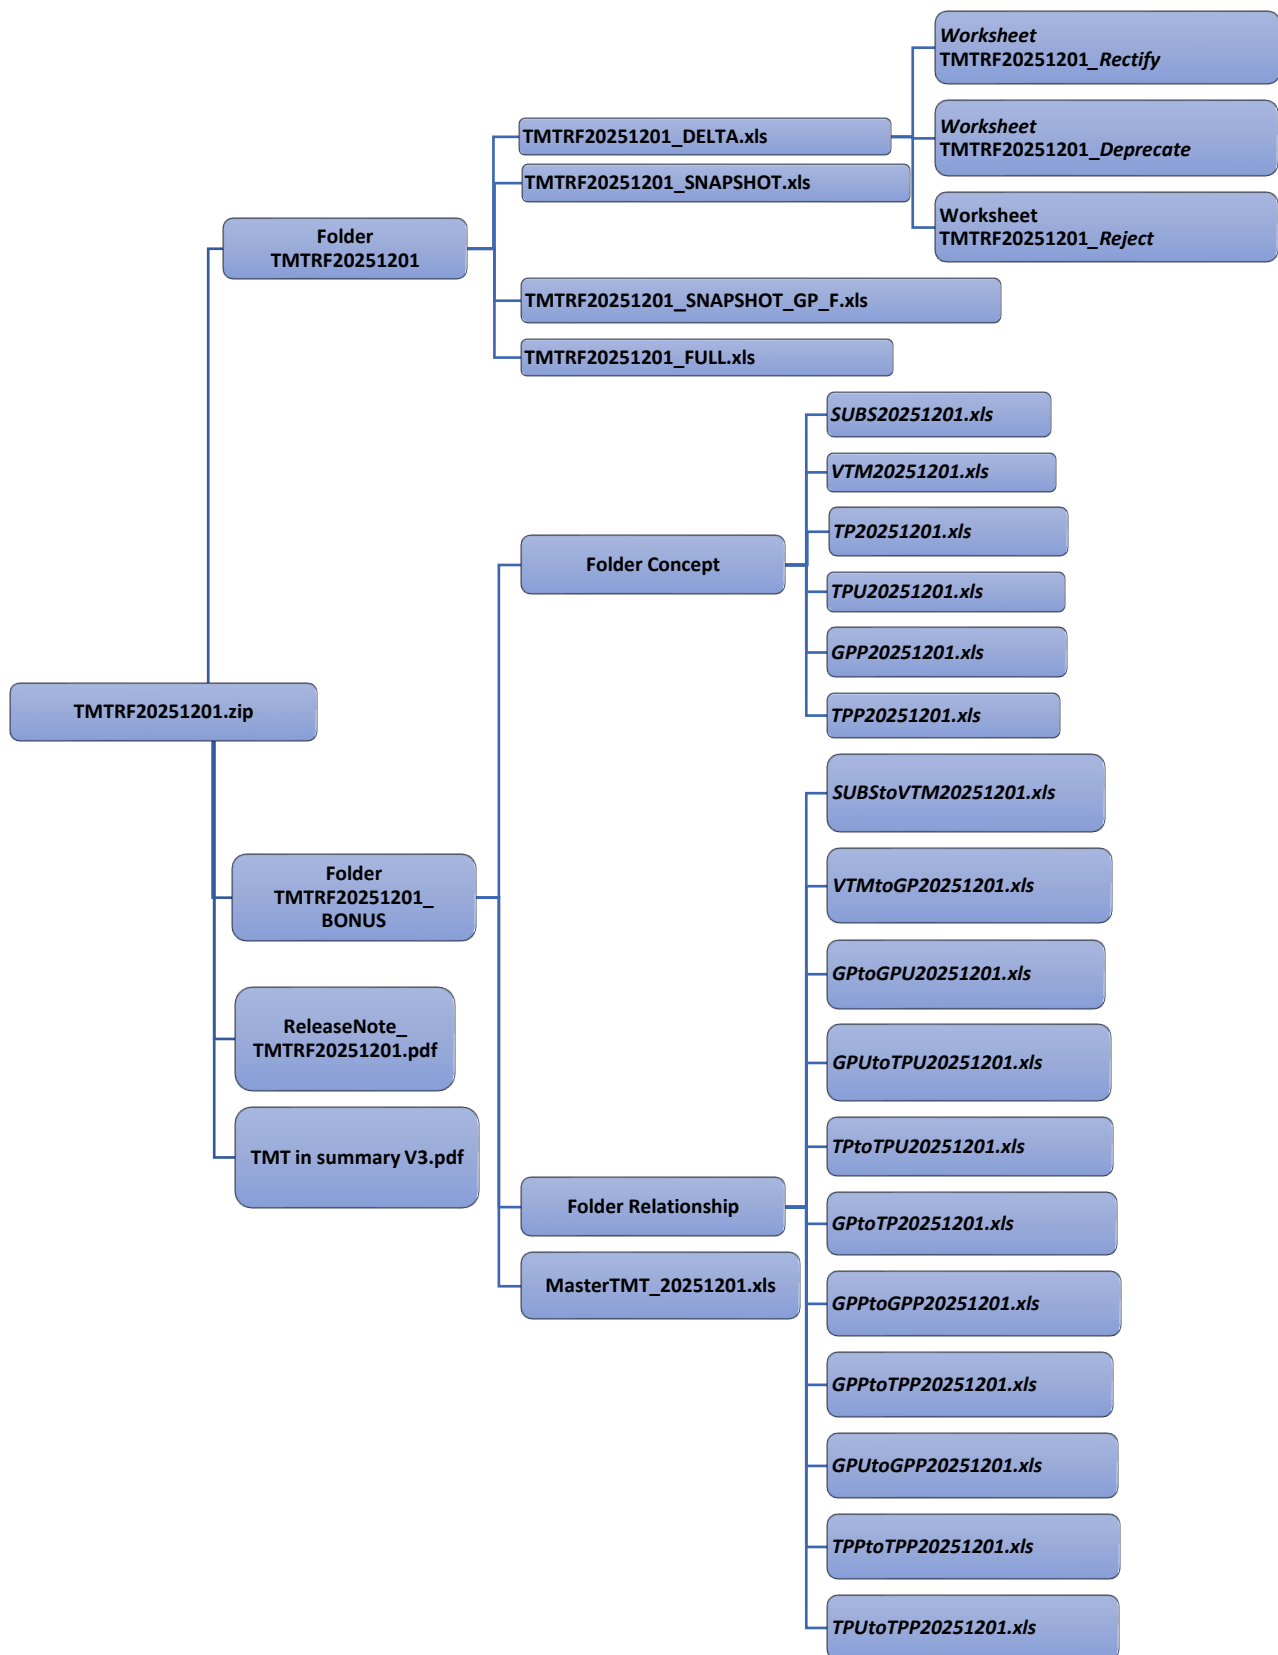 Worksheet
TMTRF20251201_Rectify
Worksheet
TMTRF20251201_Deprecate
Worksheet
TMTRF20251201_Reject
TMTRF20251201_DELTA.xls
TMTRF20251201_SNAPSHOT.xls
Folder
TMTRF20251201
TMTRF20251201_SNAPSHOT_GP_F.xls
TMTRF20251201_FULL.xls
SUBS20251201.xls
VTM20251201.xls
TP20251201.xls
Folder Concept
TPU20251201.xls
GPP20251201.xls
TPP20251201.xls
TMTRF20251201.zip
SUBStoVTM20251201.xls
VTMtoGP20251201.xls
Folder
TMTRF20251201_
BONUS
GPtoGPU20251201.xls
ReleaseNote_
TMTRF20251201.pdf
GPUtoTPU20251201.xls
TMT in summary V3.pdf
TPtoTPU20251201.xls
Folder Relationship
GPtoTP20251201.xls
MasterTMT_20251201.xls
GPPtoGPP20251201.xls
GPPtoTPP20251201.xls
GPUtoGPP20251201.xls
TPPtoTPP20251201.xls
TPUtoTPP20251201.xls